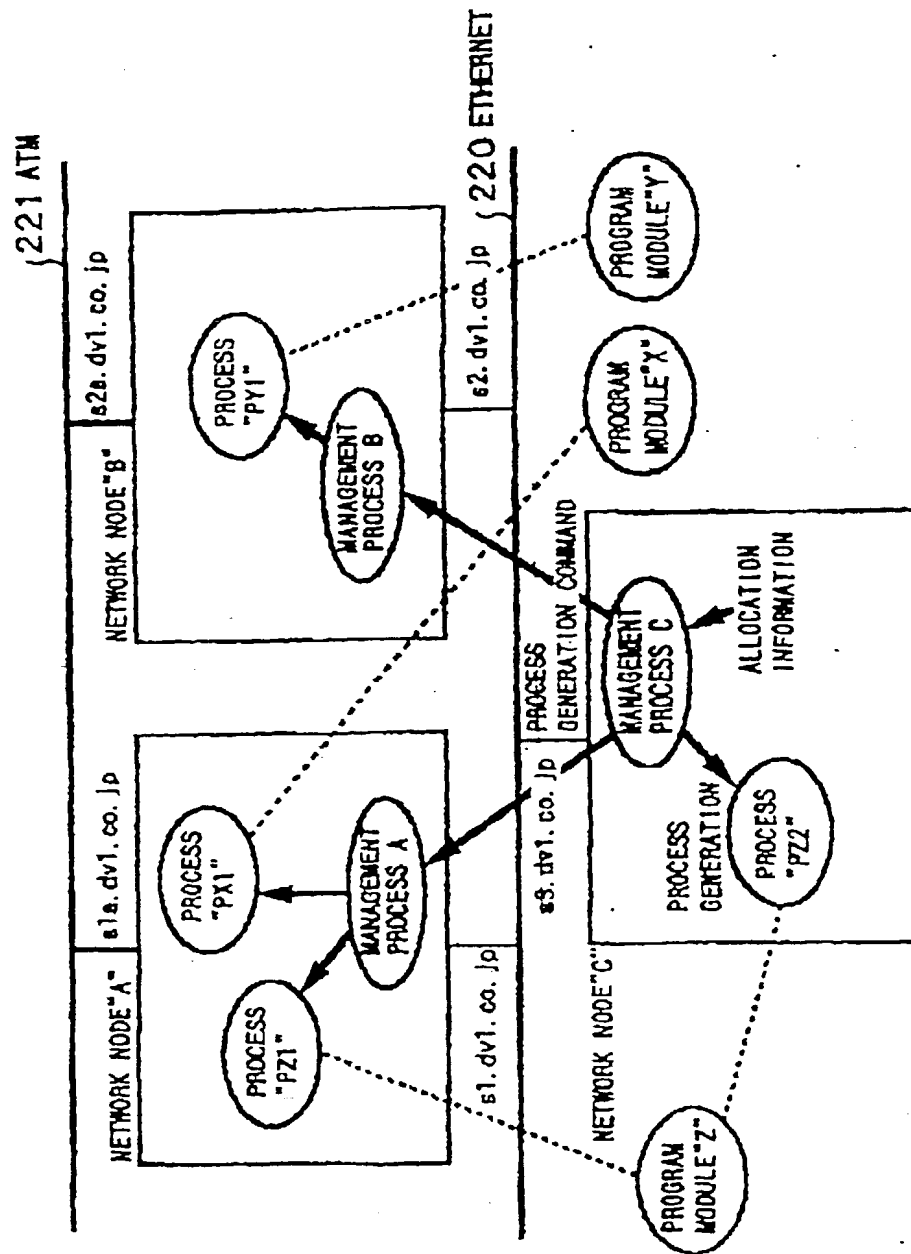 221 ATM
NETWORK NODE"A"
s1a.dv1.co.jp
NETWORK NODE"B"
s2a.dv1.co.jp
PROCESS
"PZ1"
PROCESS
"PX1"
MANAGEMENT
PROCESS A
PROCESS
"PY1"
MANAGEMENT
PROCESS B
s1.dv1.co.jp
s2.dv1.co.jp
220 ETHERNET
s3.dv1.co.jp
PROCESS
GENERATION COMMAND
NETWORK NODE"C"
MANAGEMENT
PROCESS C
PROCESS
GENERATION
PROCESS
"PZ2"
ALLOCATION
INFORMATION
PROGRAM
MODULE"Z"
PROGRAM
MODULE"X"
PROGRAM
MODULE"Y"